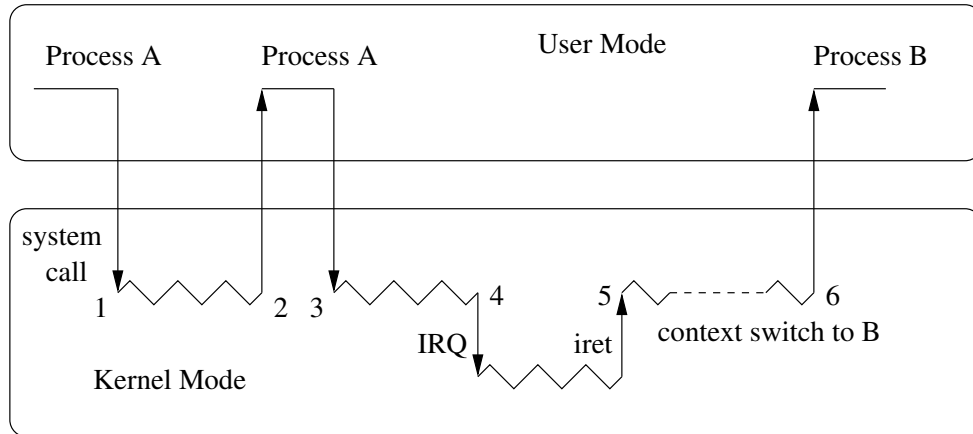 User Mode
Process A
Process A
Process B
system
call
1
2
3
4
5
6
IRQ
iret
context switch to B
Kernel Mode